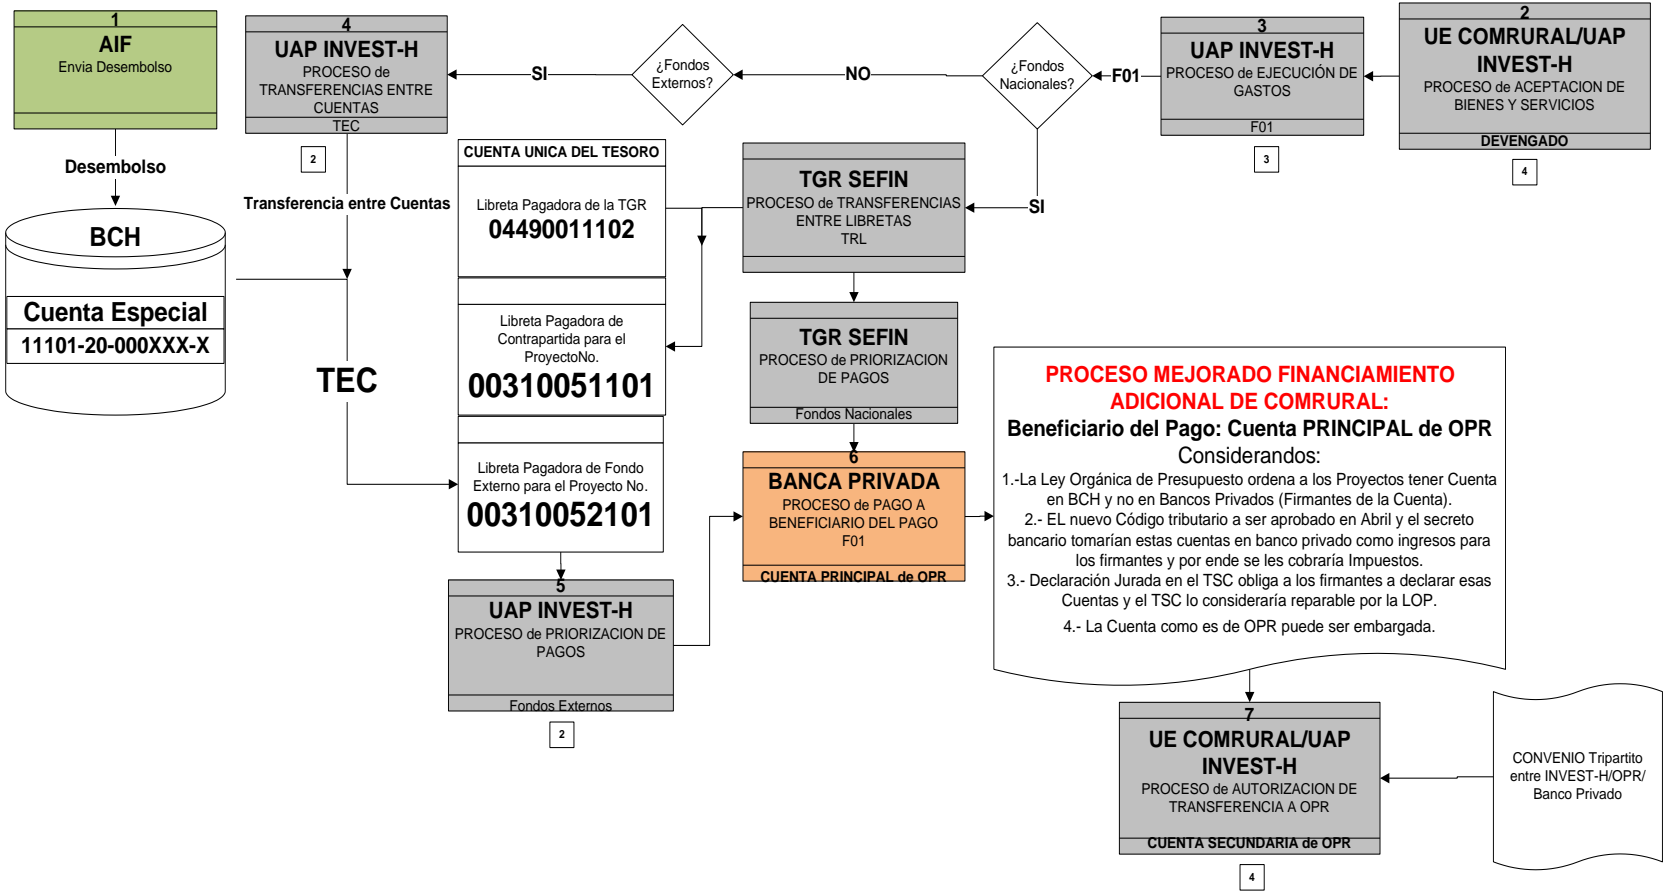 1
AIF
Envia Desembolso
Desembolso
BCH
Cuenta Especial
11101-20-000XXX-X
4
UAP INVEST-H
PROCESO de
TRANSFERENCIAS ENTRE
CUENTAS
TEC
2
Transferencia entre Cuentas
TEC
SI
¿Fondos
Externos?
NO
¿Fondos
Nacionales?
F01
SI
3
UAP INVEST-H
PROCESO de EJECUCIÓN DE
GASTOS
F01
3
2
UE COMRURAL/UAP
INVEST-H
PROCESO de ACEPTACION DE
BIENES Y SERVICIOS
DEVENGADO
4
CUENTA UNICA DEL TESORO
Libreta Pagadora de la TGR
04490011102
Libreta Pagadora de
Contrapartida para el
ProyectoNo.
00310051101
Libreta Pagadora de Fondo
Externo para el Proyecto No.
00310052101
5
UAP INVEST-H
PROCESO de PRIORIZACION DE
PAGOS
Fondos Externos
2
TGR SEFIN
PROCESO de TRANSFERENCIAS
ENTRE LIBRETAS
TRL
TGR SEFIN
PROCESO de PRIORIZACION
DE PAGOS
Fondos Nacionales
6
BANCA PRIVADA
PROCESO de PAGO A
BENEFICIARIO DEL PAGO
F01
CUENTA PRINCIPAL de OPR
PROCESO MEJORADO FINANCIAMIENTO
ADICIONAL DE COMRURAL:
Beneficiario del Pago: Cuenta PRINCIPAL de OPR
Considerandos:
1.-La Ley Orgánica de Presupuesto ordena a los Proyectos tener Cuenta
en BCH y no en Bancos Privados (Firmantes de la Cuenta).
2.- EL nuevo Código tributario a ser aprobado en Abril y el secreto
bancario tomarían estas cuentas en banco privado como ingresos para
los firmantes y por ende se les cobraría Impuestos.
3.- Declaración Jurada en el TSC obliga a los firmantes a declarar esas
Cuentas y el TSC lo consideraría reparable por la LOP.
4.- La Cuenta como es de OPR puede ser embargada.
7
UE COMRURAL/UAP
INVEST-H
PROCESO de AUTORIZACION DE
TRANSFERENCIA A OPR
CUENTA SECUNDARIA de OPR
4
CONVENIO Tripartito
entre INVEST-H/OPR/
Banco Privado